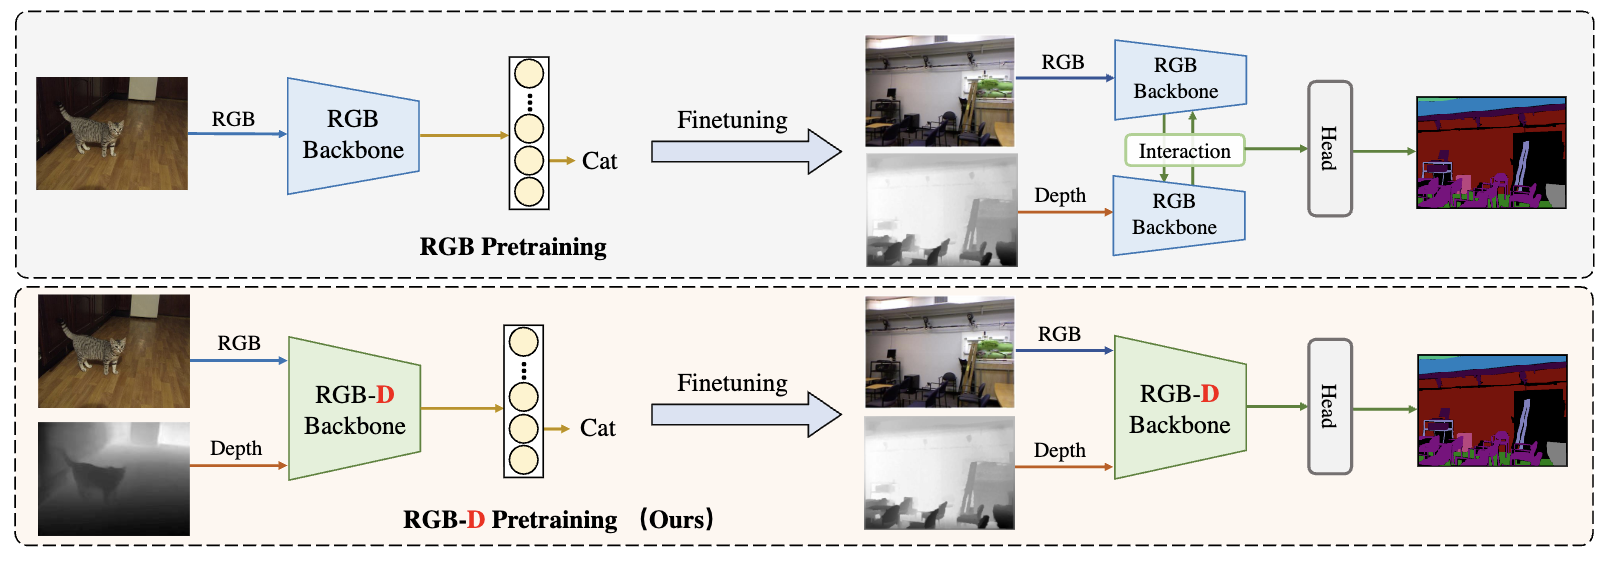 RGB
RGB
Backbone
Cat
Finetuning
RGB
RGB
Backbone
Interaction
Depth
RGB
Backbone
Head
RGB Pretraining
RGB
Depth
RGB-D
Backbone
Cat
Finetuning
RGB
Depth
RGB-D
Backbone
Head
RGB-D Pretraining （Ours）